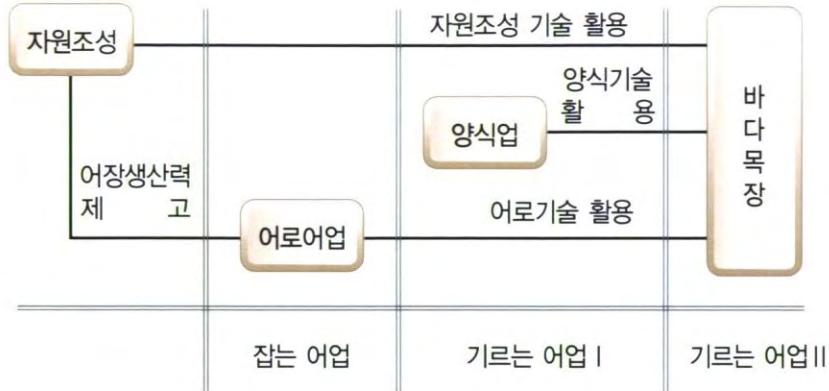 자원조성
자원조성 기술 활용
양식기술
활 용
양식업
바
다
목
장
어장생산력
제 고
어로어업
어로기술 활용
잡는 어업
기르는 어업 Ⅰ
기르는 어업 Ⅱ